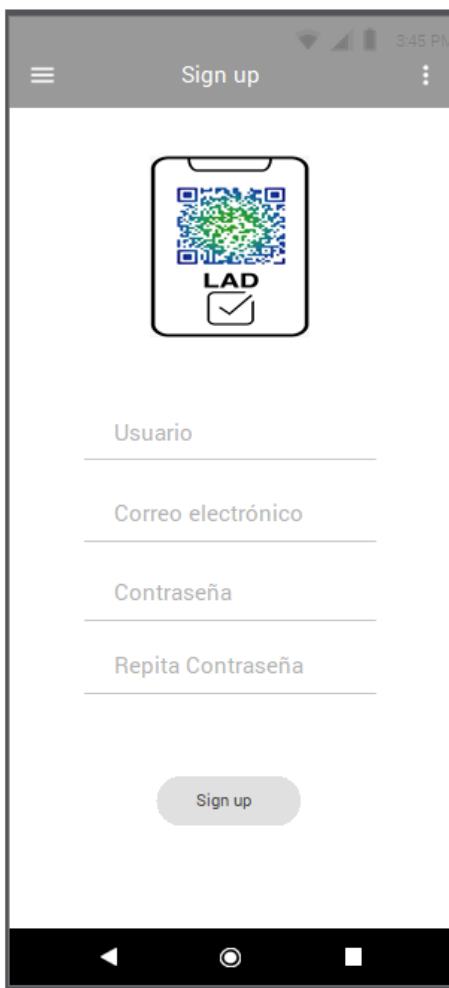 3:45 PM
Sign up
LAD
Usuario
Correo electrónico
Contraseña
Repita Contraseña
Sign up